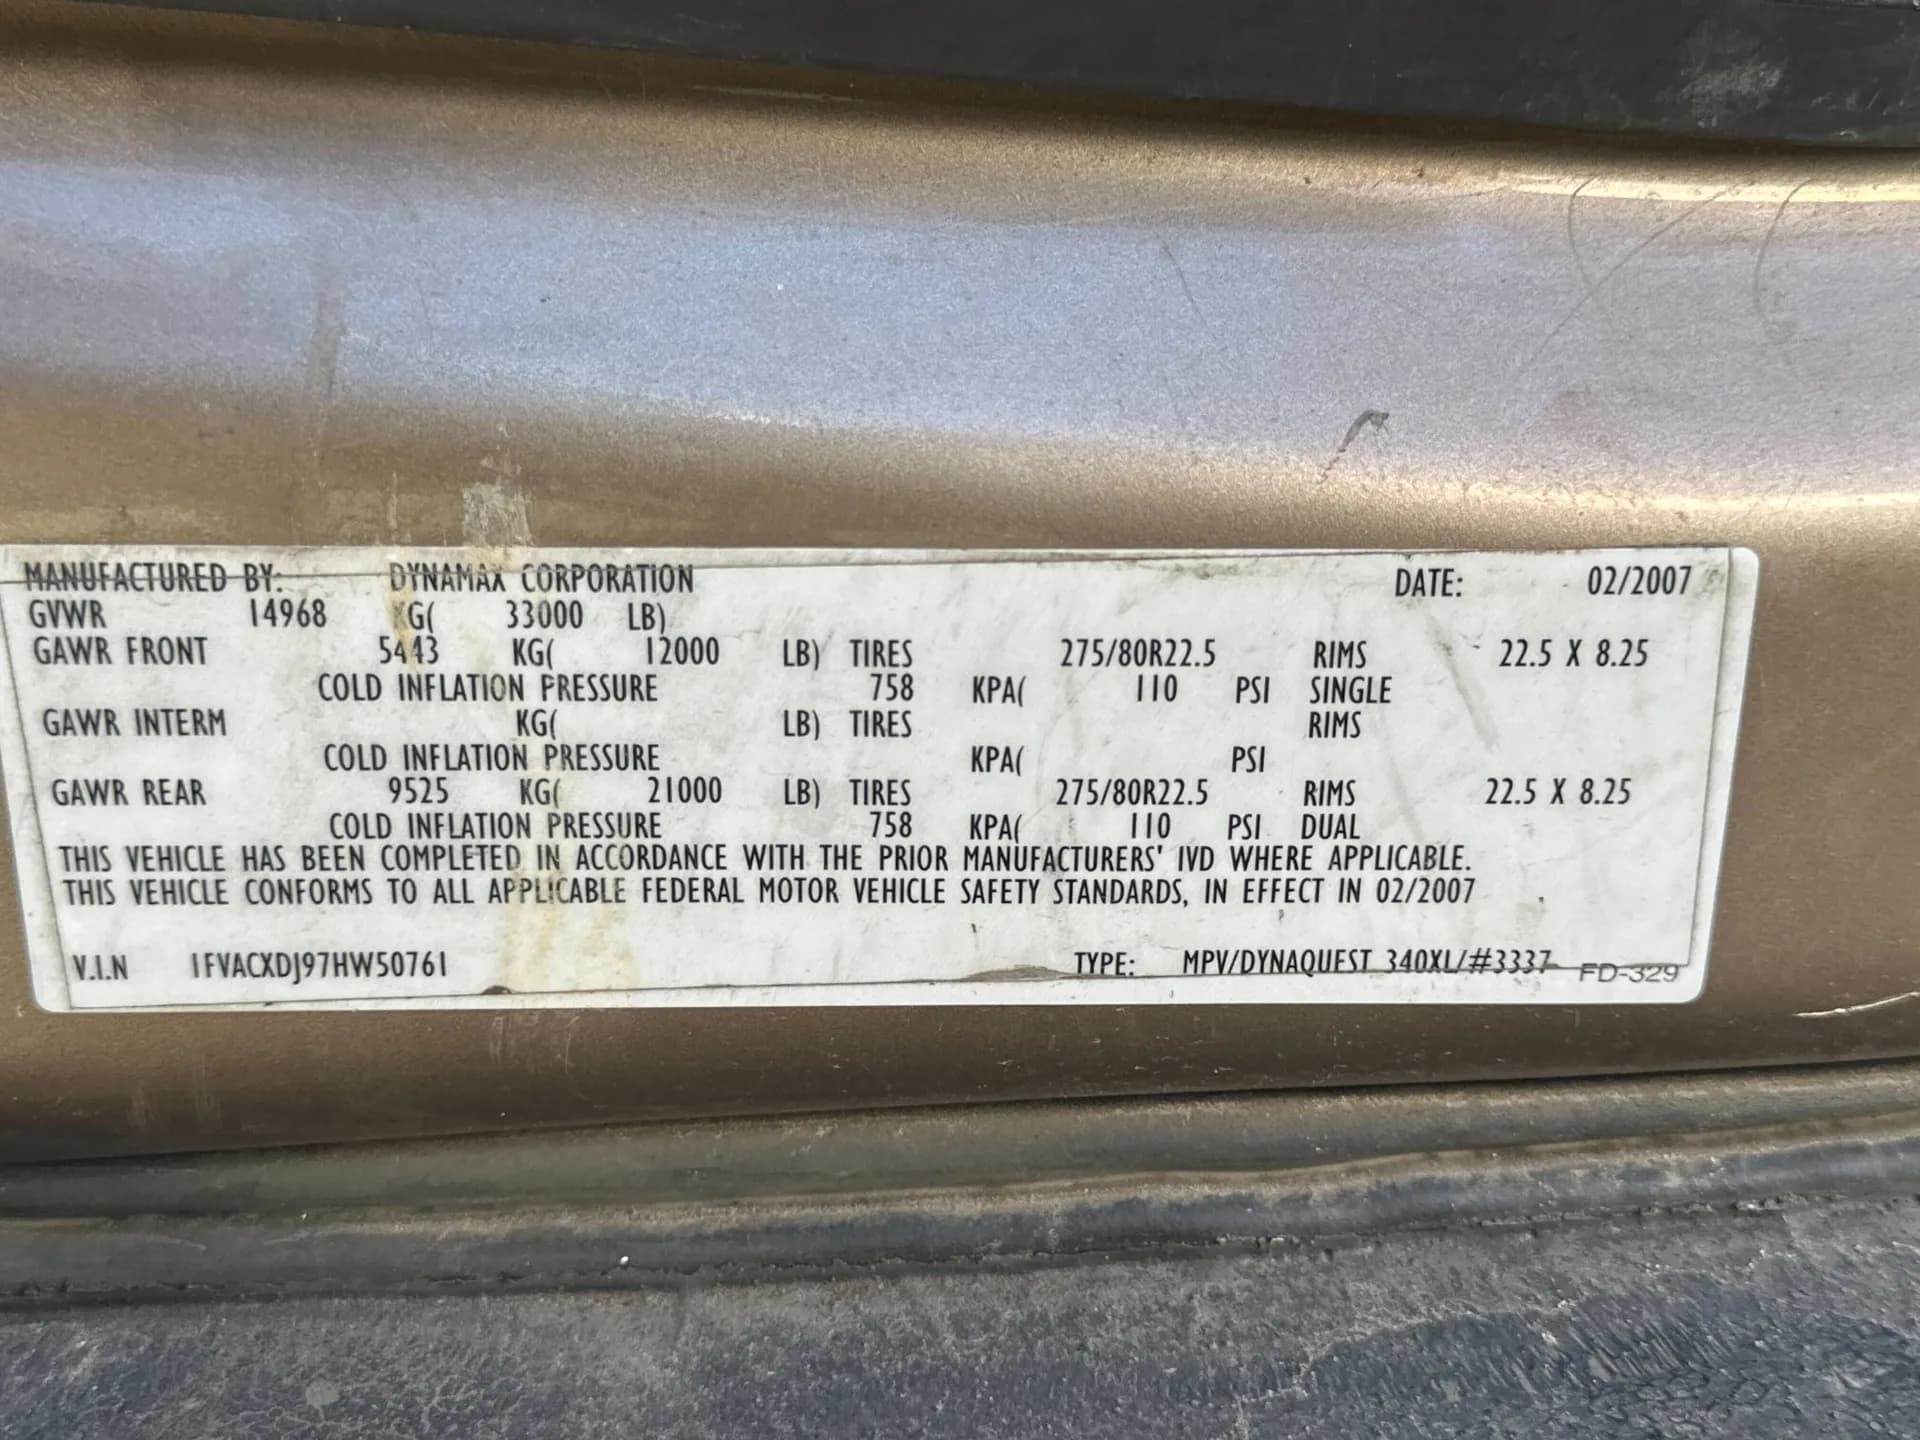 MANUFACTURED BY: DYNAMAX CORPORATION DATE: 02/2007
GVWR 14968 KG( 33000 LB)
GAWR FRONT 5443 KG( 12000 LB) TIRES 275/80R22.5 RIMS 22.5 X 8.25
COLD INFLATION PRESSURE 758 KPA( 110 PSI SINGLE
GAWR INTERM KG( LB) TIRES RIMS
COLD INFLATION PRESSURE KPA( PSI
GAWR REAR 9525 KG( 21000 LB) TIRES 275/80R22.5 RIMS 22.5 X 8.25
COLD INFLATION PRESSURE 758 KPA( 110 PSI DUAL
THIS VEHICLE HAS BEEN COMPLETED IN ACCORDANCE WITH THE PRIOR MANUFACTURERS' IVD WHERE APPLICABLE.
THIS VEHICLE CONFORMS TO ALL APPLICABLE FEDERAL MOTOR VEHICLE SAFETY STANDARDS, IN EFFECT IN 02/2007
V.I.N 1FVACXDJ97HW50761 TYPE: MPV/DYNAQUEST 340XL/#3337 FD-329